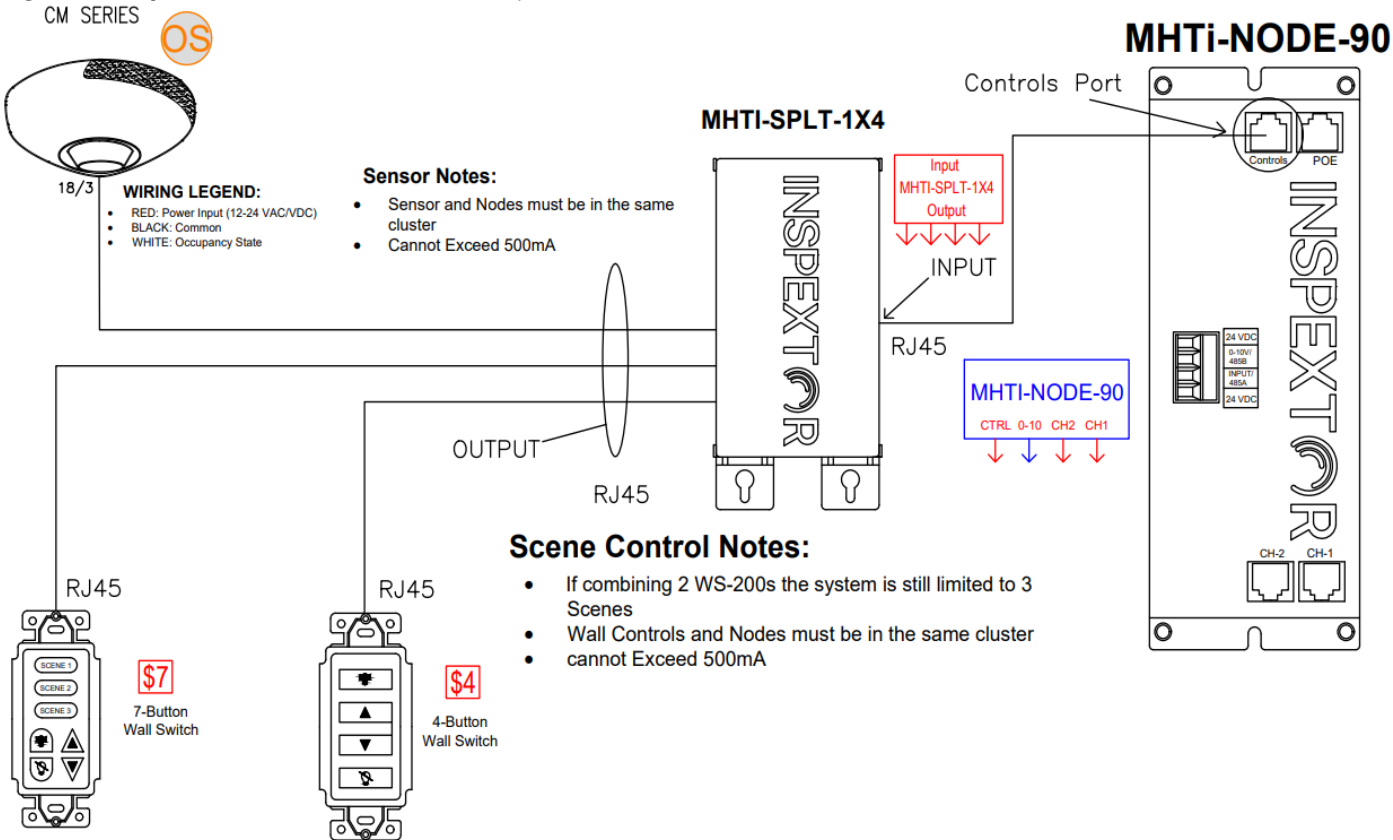 CM SERIES
OS
18/3
WIRING LEGEND:
• RED: Power Input (12-24 VAC/VDC)
• BLACK: Common
• WHITE: Occupancy State
Sensor Notes:
• Sensor and Nodes must be in the same
cluster
• Cannot Exceed 500mA
MHTI-SPLT-1X4
INSPEXTOR
Input
MHTI-SPLT-1X4
Output
INPUT
RJ45
OUTPUT
RJ45
MHTi-NODE-90
Controls Port
Controls
POE
INSPEXTOR
24 VDC
0-10V/
485B
INPUT/
485A
24 VDC
CH-2
CH-1
MHTI-NODE-90
CTRL 0-10 CH2 CH1
Scene Control Notes:
• If combining 2 WS-200s the system is still limited to 3
Scenes
• Wall Controls and Nodes must be in the same cluster
• cannot Exceed 500mA
RJ45
SCENE 1
SCENE 2
SCENE 3
$7
7-Button
Wall Switch
RJ45
$4
4-Button
Wall Switch